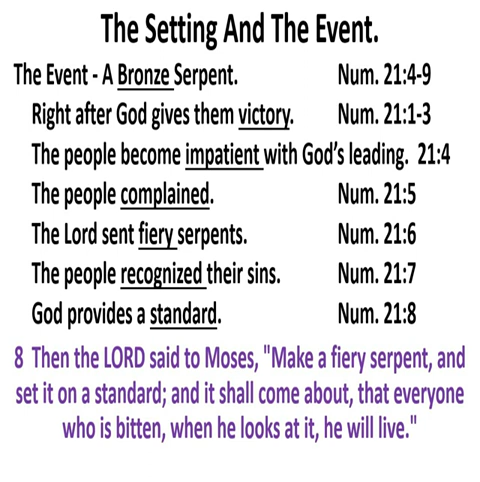 The Setting And The Event.
The Event - A Bronze Serpent. Num. 21:4-9
Right after God gives them victory. Num. 21:1-3
The people become impatient with God's leading. 21:4
The people complained. Num. 21:5
The Lord sent fiery serpents. Num. 21:6
The people recognized their sins. Num. 21:7
God provides a standard. Num. 21:8
8 Then the LORD said to Moses, "Make a fiery serpent, and
set it on a standard; and it shall come about, that everyone
who is bitten, when he looks at it, he will live."